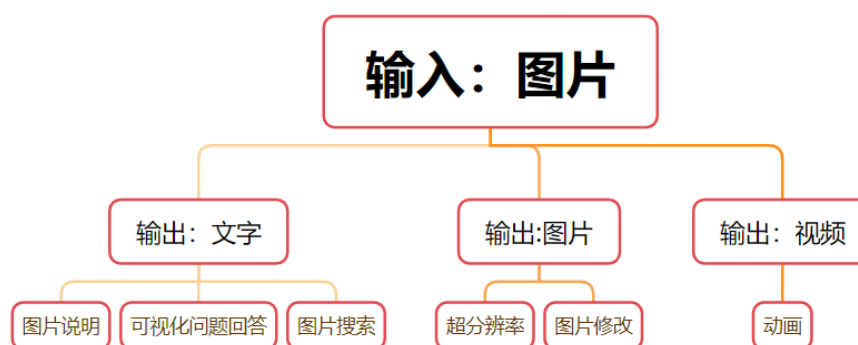 输入：图片
输出：文字
输出:图片
输出：视频
图片说明
可视化问题回答
图片搜索
超分辨率
图片修改
动画